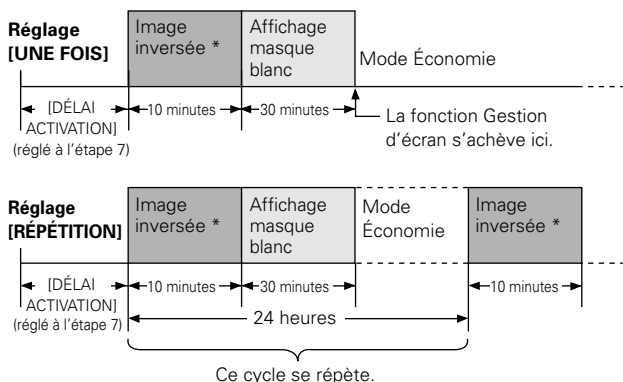 Réglage
[UNE FOIS]
Image
inversée *
Affichage
masque
blanc
Mode Économie
[DÉLAI
ACTIVATION]
(réglé à l'étape 7)
10 minutes
30 minutes
La fonction Gestion
d'écran s'achève ici.
Réglage
[RÉPÉTITION]
Image
inversée *
Affichage
masque
blanc
Mode
Économie
Image
inversée *
[DÉLAI
ACTIVATION]
(réglé à l'étape 7)
10 minutes
30 minutes
10 minutes
24 heures
Ce cycle se répète.